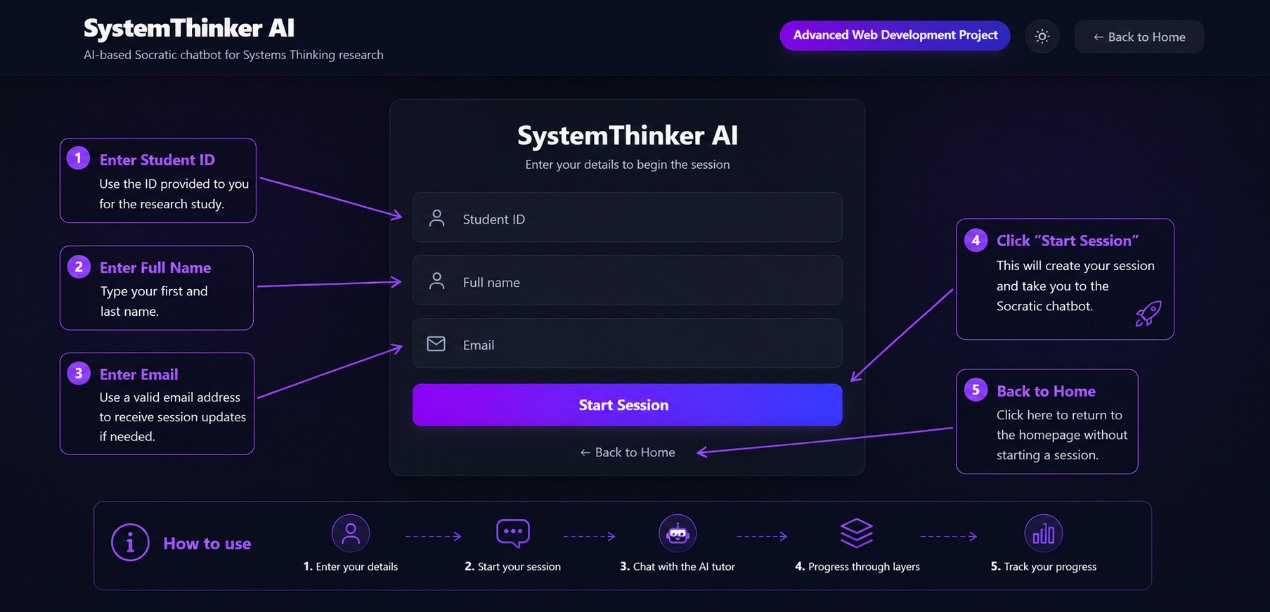 SystemThinker AI
AI-based Socratic chatbot for Systems Thinking research
Advanced Web Development Project
← Back to Home
SystemThinker AI
Enter your details to begin the session
Student ID
Full name
Email
Start Session
← Back to Home
1 Enter Student ID
Use the ID provided to you
for the research study.
2 Enter Full Name
Type your first and
last name.
3 Enter Email
Use a valid email address
to receive session updates
if needed.
4 Click “Start Session”
This will create your session
and take you to the
Socratic chatbot.
5 Back to Home
Click here to return to
the homepage without
starting a session.
i How to use
1. Enter your details
2. Start your session
3. Chat with the AI tutor
4. Progress through layers
5. Track your progress